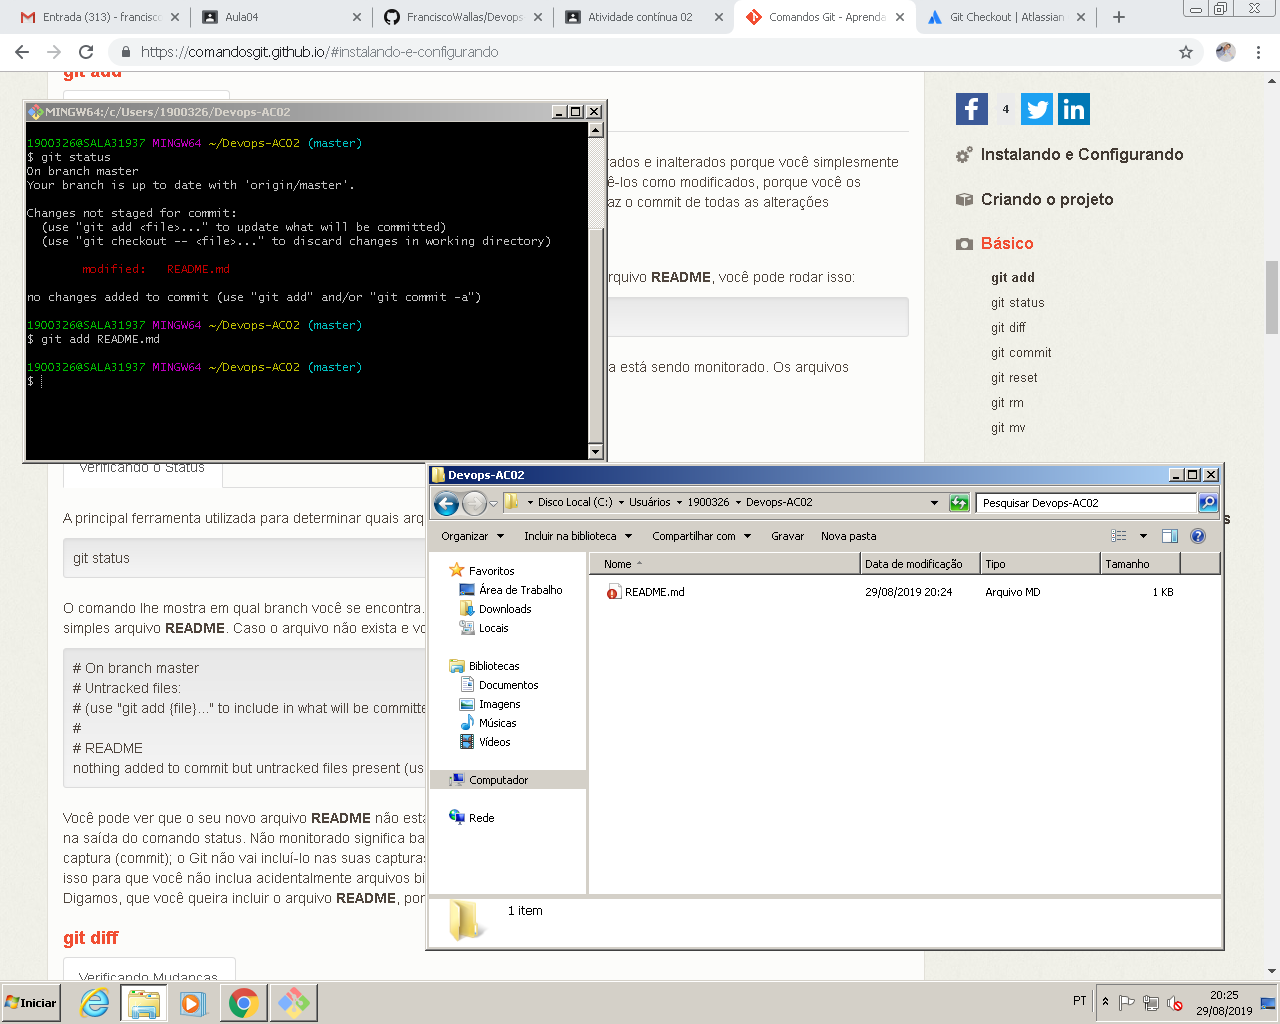 Entrada (313) - francisc
Aula04
FranciscoWallas/Devops
Atividade contínua 02
Comandos Git - Aprenda
Git Checkout | Atlassian
https://comandosgit.github.io/#instalando-e-configurando
git add
MINGW64:/c/Users/1900326/Devops-AC02
1900326@SALA31937 MINGW64 ~/Devops-AC02 (master)
$ git status
On branch master
Your branch is up to date with 'origin/master'.
Changes not staged for commit:
(use "git add <file>..." to update what will be committed)
(use "git checkout -- <file>..." to discard changes in working directory)
modified: README.md
no changes added to commit (use "git add" and/or "git commit -a")
1900326@SALA31937 MINGW64 ~/Devops-AC02 (master)
$ git add README.md
1900326@SALA31937 MINGW64 ~/Devops-AC02 (master)
$
rados e inalterados porque você simplesmente
ê-los como modificados, porque você os
az o commit de todas as alterações
rquivo README, você pode rodar isso:
a está sendo monitorado. Os arquivos
4
Instalando e Configurando
Criando o projeto
Básico
git add
git status
git diff
git commit
git reset
git rm
git mv
Verificando o Status
A principal ferramenta utilizada para determinar quais arq
git status
O comando lhe mostra em qual branch você se encontra.
simples arquivo README. Caso o arquivo não exista e vo
# On branch master
# Untracked files:
# (use "git add {file}..." to include in what will be committe
#
# README
nothing added to commit but untracked files present (us
Você pode ver que o seu novo arquivo README não esta
na saída do comando status. Não monitorado significa ba
captura (commit); o Git não vai incluí-lo nas suas capturas
isso para que você não inclua acidentalmente arquivos bi
Digamos, que você queira incluir o arquivo README, por
git diff
Verificando Mudanças
Devops-AC02
Disco Local (C:) Usuários 1900326 Devops-AC02
Pesquisar Devops-AC02
Organizar Incluir na biblioteca Compartilhar com Gravar Nova pasta
Favoritos
Área de Trabalho
Downloads
Locais
Bibliotecas
Documentos
Imagens
Músicas
Vídeos
Computador
Rede
Nome Data de modificação Tipo Tamanho
README.md 29/08/2019 20:24 Arquivo MD 1 KB
1 item
s
Iniciar
PT
20:25
29/08/2019